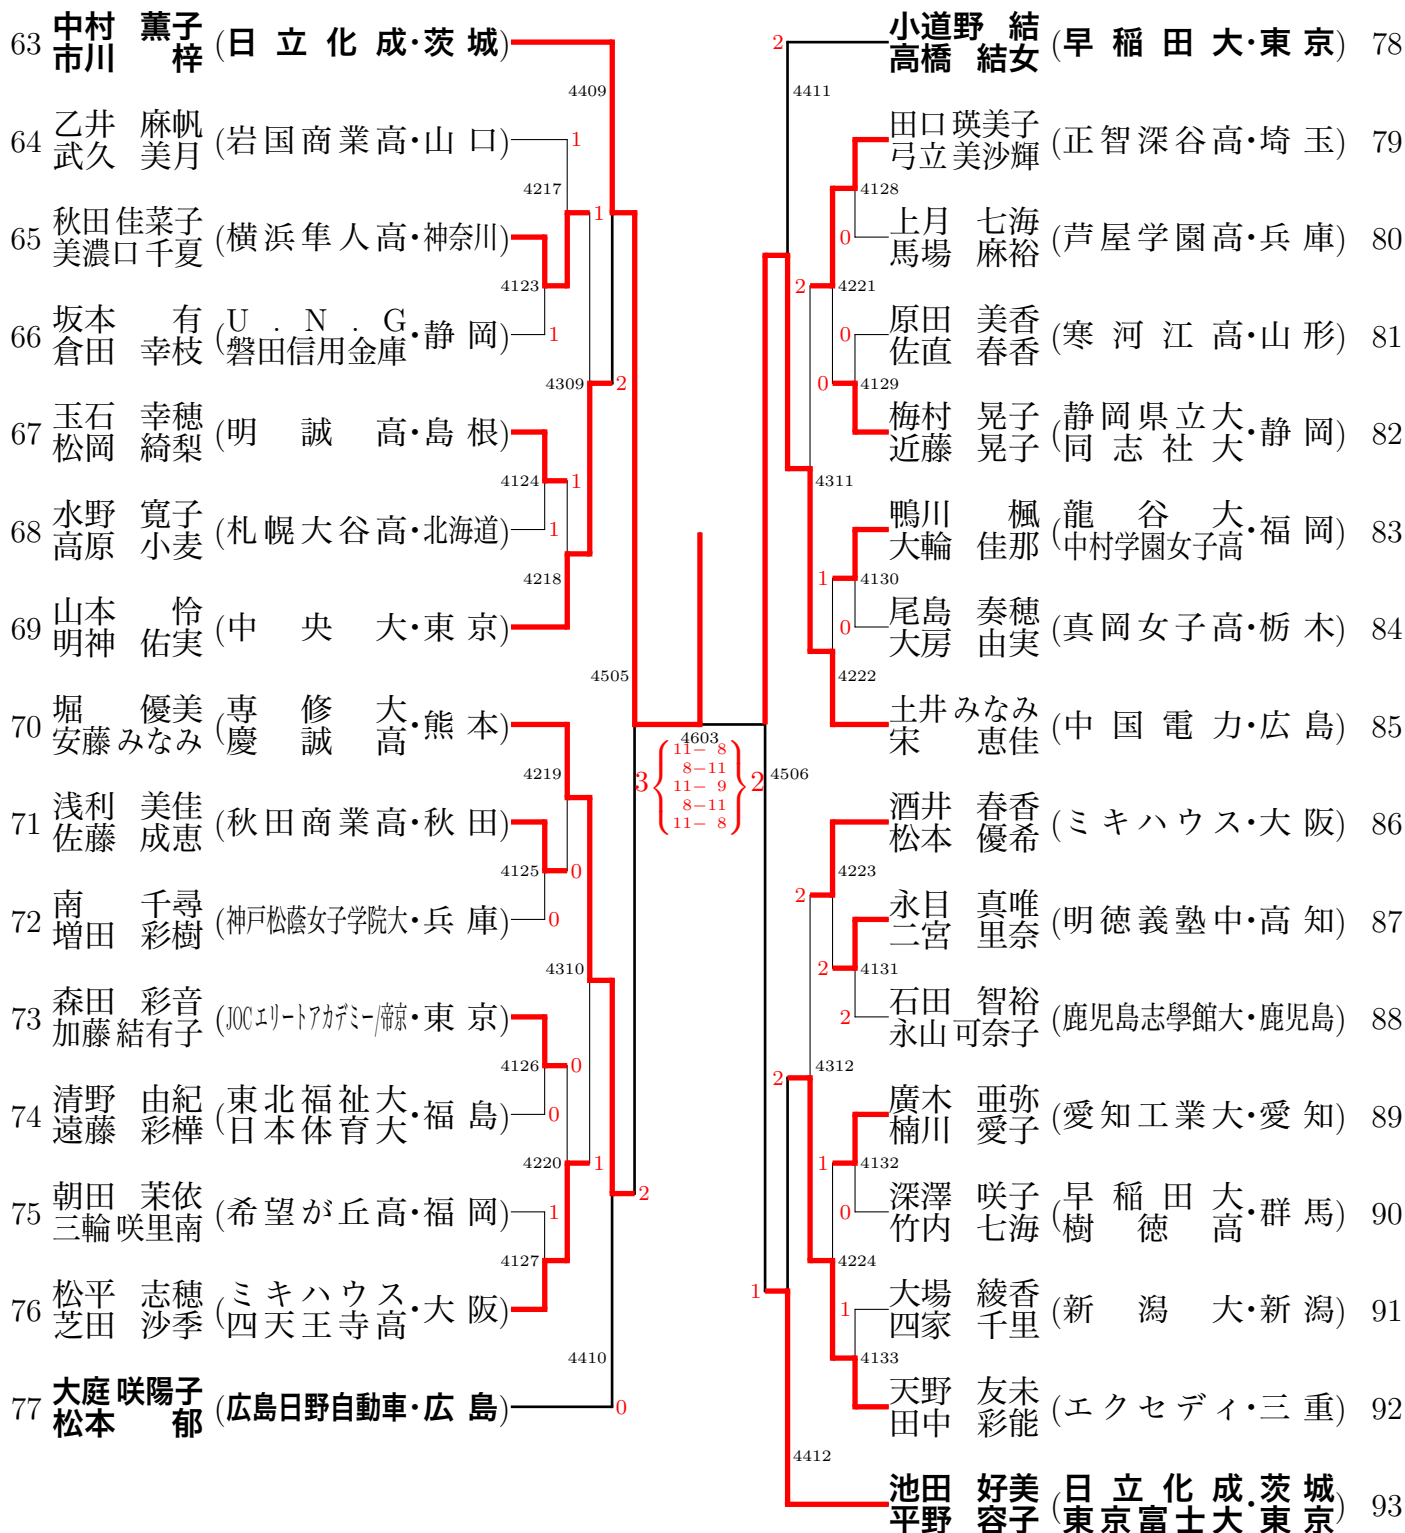 63 中村 薫子 市川 梓 (日立化成・茨城)
4409
64 乙井 麻帆 武久 美月 (岩国商業高・山口) 1
4217
65 秋田佳菜子 美濃口千夏 (横浜隼人高・神奈川) 1
4123
66 坂本 有 倉田 幸枝 (U.N.G 磐田信用金庫・静岡) 1
4309 2
67 玉石 幸穂 松岡 綺梨 (明誠高・島根)
4124 1
68 水野 寛子 高原 小麦 (札幌大谷高・北海道) 1
4218
69 山本 怜 明神 佑実 (中央大・東京)
4505
70 堀 優美 安藤みなみ (専修大 慶誠高・熊本)
4219
71 浅利 美佳 佐藤 成恵 (秋田商業高・秋田)
4125 0
72 南 千尋 増田 彩樹 (神戸松蔭女子学院大・兵庫) 0
4310
73 森田 彩音 加藤結有子 (JOCエリートアカデミー/帝京・東京)
4126 0
74 清野 由紀 遠藤 彩樺 (東北福祉大 日本体育大・福島) 0
4220 1
75 朝田 茉依 三輪咲里南 (希望が丘高・福岡) 1 2
4127
76 松平 志穂 芝田 沙季 (ミキハウス 四天王寺高・大阪)
4410
77 大庭咲陽子 松本 郁 (広島日野自動車・広島) 0
4603
3 2
11- 8
8-11
11- 9
8-11
11- 8
2 小道野 結 高橋 結女 (早稲田大・東京) 78
4411
田口瑛美子 弓立美沙輝 (正智深谷高・埼玉) 79
4128
0 上月 七海 馬場 麻裕 (芦屋学園高・兵庫) 80
2 4221
0 原田 美香 佐直 春香 (寒河江高・山形) 81
0 4129
梅村 晃子 近藤 晃子 (静岡県立大 同志社大・静岡) 82
4311
鴨川 楓 大輪 佳那 (龍谷大 中村学園女子高・福岡) 83
1 4130
0 尾島 奏穂 大房 由実 (真岡女子高・栃木) 84
4222
土井みなみ 宋 恵佳 (中国電力・広島) 85
4506
酒井 春香 松本 優希 (ミキハウス・大阪) 86
4223
2 永目 真唯 二宮 里奈 (明徳義塾中・高知) 87
2 4131
2 石田 智裕 永山可奈子 (鹿児島志學館大・鹿児島) 88
4312
2 廣木 亜弥 楠川 愛子 (愛知工業大・愛知) 89
1 4132
0 深澤 咲子 竹内 七海 (早稲田大 樹徳高・群馬) 90
4224
1 1 大場 綾香 四家 千里 (新潟大・新潟) 91
4133
天野 友未 田中 彩能 (エクセディ・三重) 92
4412
池田 好美 平野 容子 (日立化成・茨城 東京富士大・東京) 93